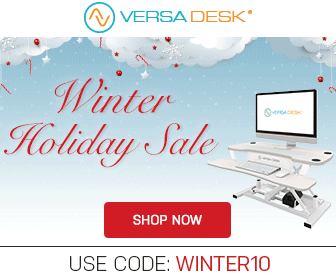 VERSA DESK®
Winter
Holiday Sale
VERSA DESK
SHOP NOW
USE CODE: WINTER10